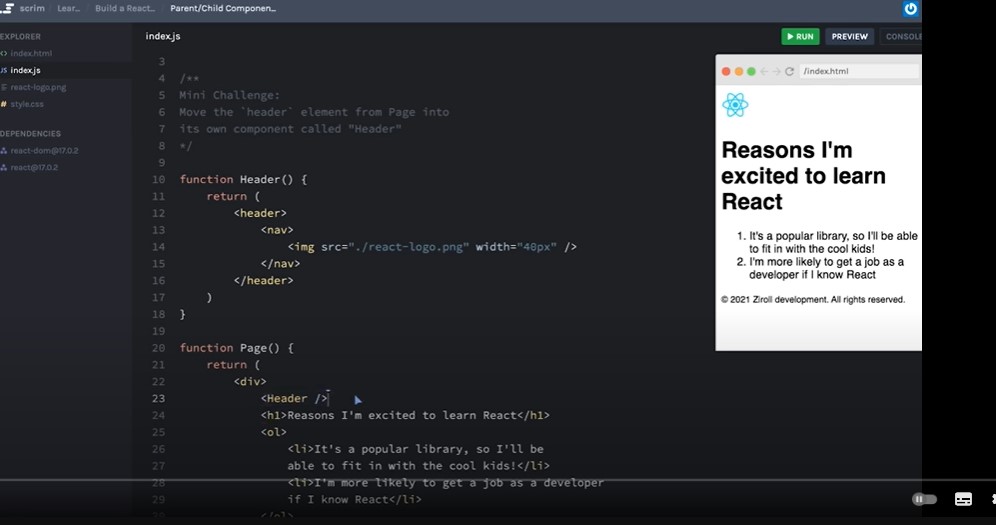 scrim Lear... Build a React... Parent/Child Componen...
EXPLORER
index.html
JS index.js
react-logo.png
# style.css
DEPENDENCIES
react-dom@17.0.2
react@17.0.2
index.js
RUN PREVIEW CONSOLE
3
4 /**
5 Mini Challenge:
6 Move the `header` element from Page into
7 its own component called "Header"
8 */
9
10 function Header() {
11 return (
12 <header>
13 <nav>
14 <img src="./react-logo.png" width="40px" />
15 </nav>
16 </header>
17 )
18 }
19
20 function Page() {
21 return (
22 <div>
23 <Header />
24 <h1>Reasons I'm excited to learn React</h1>
25 <ol>
26 <li>It's a popular library, so I'll be
27 able to fit in with the cool kids!</li>
28 <li>I'm more likely to get a job as a developer
29 if I know React</li>
/index.html
Reasons I'm
excited to learn
React
1. It's a popular library, so I'll be able
to fit in with the cool kids!
2. I'm more likely to get a job as a
developer if I know React
© 2021 Ziroll development. All rights reserved.